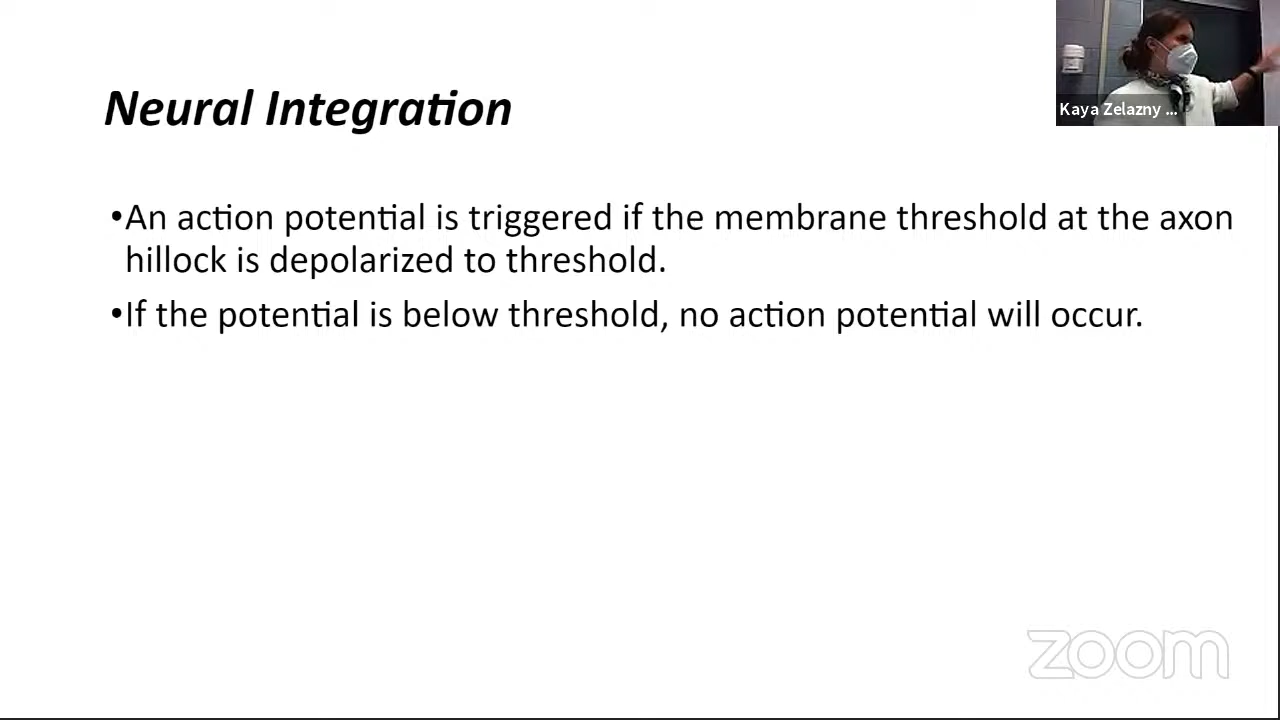 Kaya Zelazny ...
Neural Integration
•An action potential is triggered if the membrane threshold at the axon
hillock is depolarized to threshold.
•If the potential is below threshold, no action potential will occur.
zoom